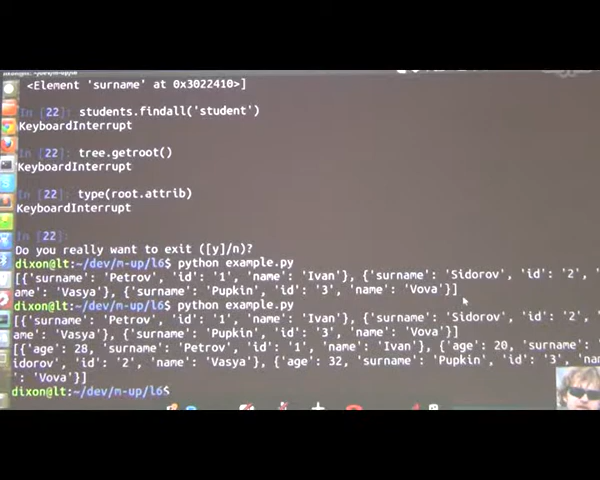 <Element 'surname' at 0x3022410>]
In [22]: students.findall('student')
KeyboardInterrupt
In [22]: tree.getroot()
KeyboardInterrupt
In [22]: type(root.attrib)
KeyboardInterrupt
In [22]:
Do you really want to exit ([y]/n)?
dixon@lt:~/dev/m-up/l6$ python example.py
[{'surname': 'Petrov', 'id': '1', 'name': 'Ivan'}, {'surname': 'Sidorov', 'id': '2',
ame': 'Vasya'}, {'surname': 'Pupkin', 'id': '3', 'name': 'Vova'}]
dixon@lt:~/dev/m-up/l6$ python example.py
[{'surname': 'Petrov', 'id': '1', 'name': 'Ivan'}, {'surname': 'Sidorov', 'id': '2',
ame': 'Vasya'}, {'surname': 'Pupkin', 'id': '3', 'name': 'Vova'}]
[{'age': 28, 'surname': 'Petrov', 'id': '1', 'name': 'Ivan'}, {'age': 20, 'surname':
idorov', 'id': '2', 'name': 'Vasya'}, {'age': 32, 'surname': 'Pupkin', 'id': '3', 'n
': 'Vova'}]
dixon@lt:~/dev/m-up/l6$